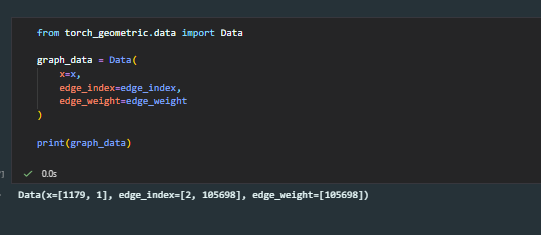 from torch_geometric.data import Data
graph_data = Data(
x=x,
edge_index=edge_index,
edge_weight=edge_weight
)
print(graph_data)
0.0s
Data(x=[1179, 1], edge_index=[2, 105698], edge_weight=[105698])